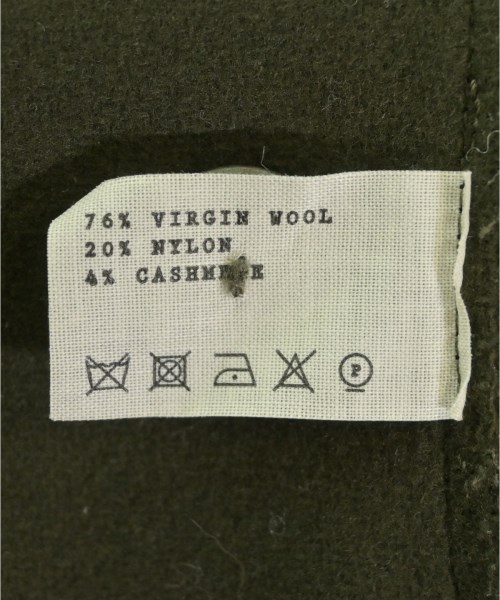 76% VIRGIN WOOL
20% NYLON
4% CASHMERE
P